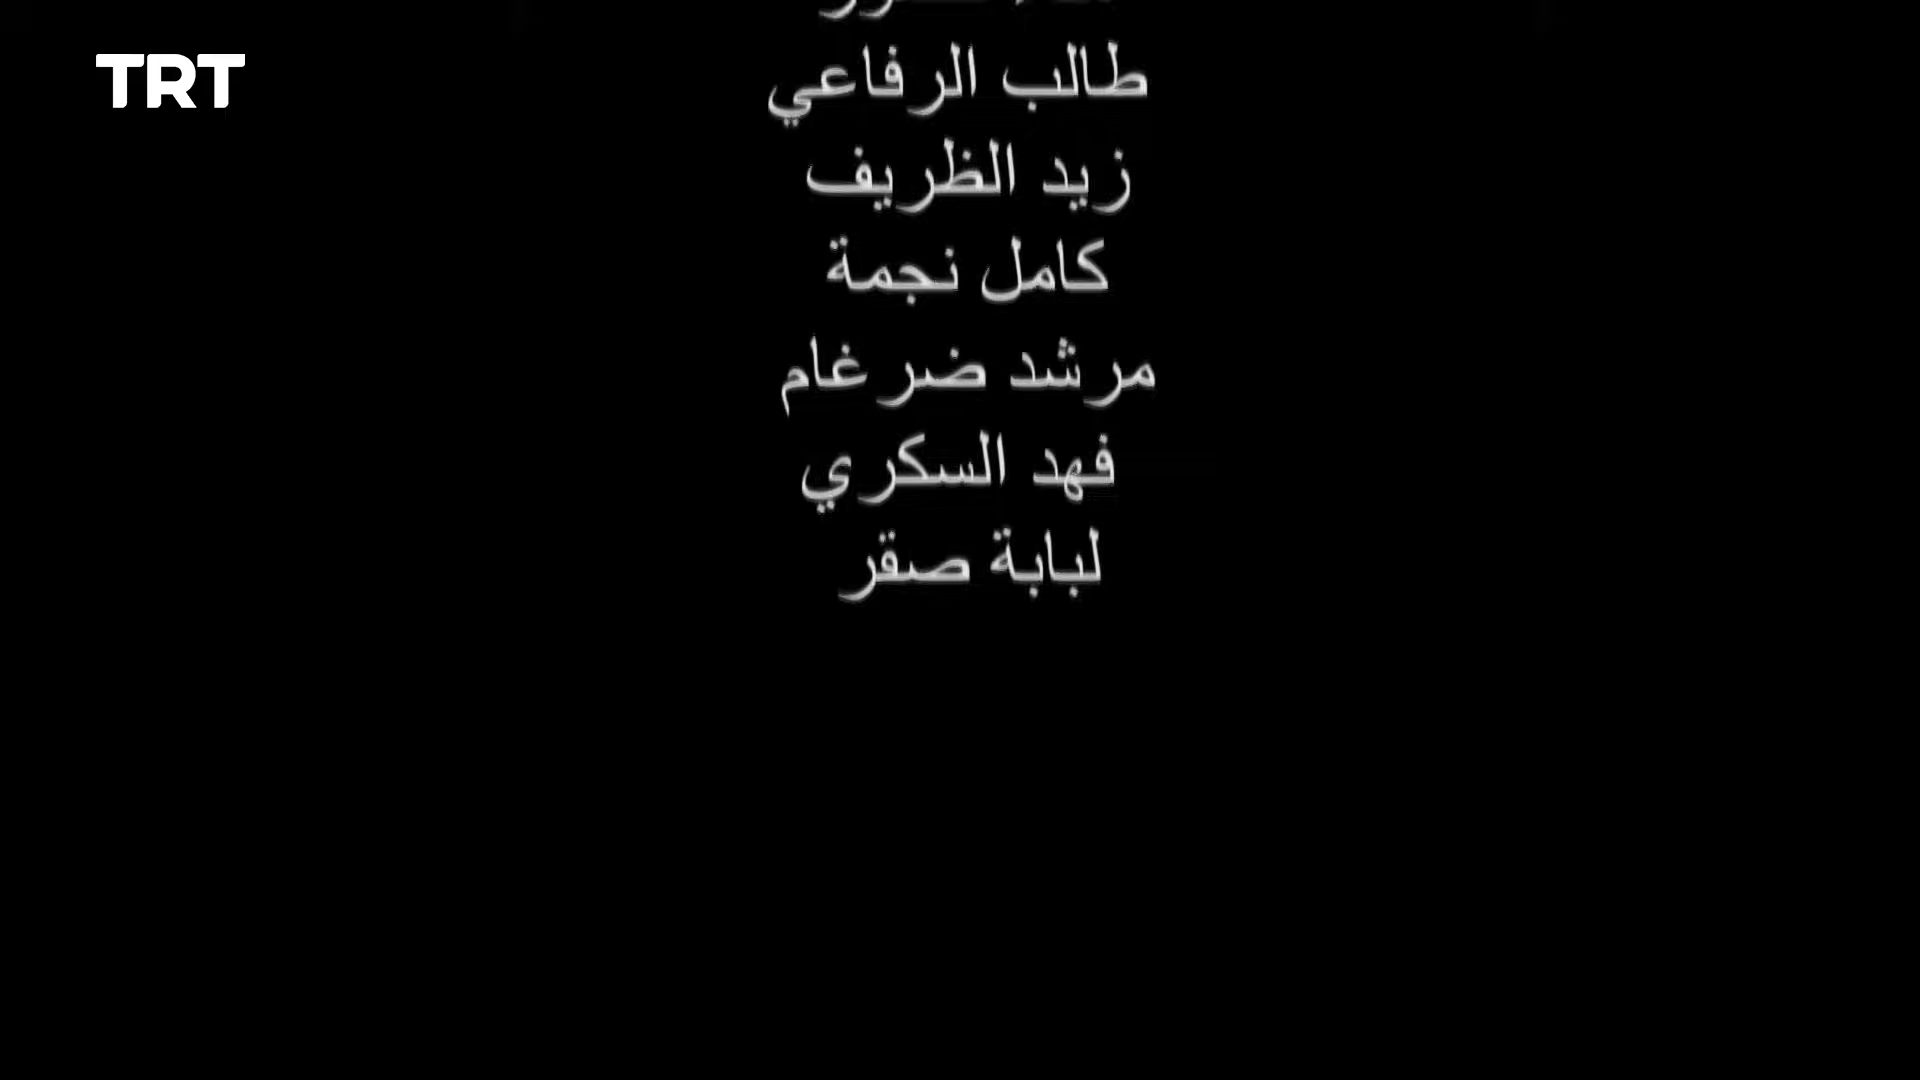 TRT
طالب الرفاعي
زيد الظريف
كامل نجمة
مرشد ضرغام
فهد السكري
لبابة صقر